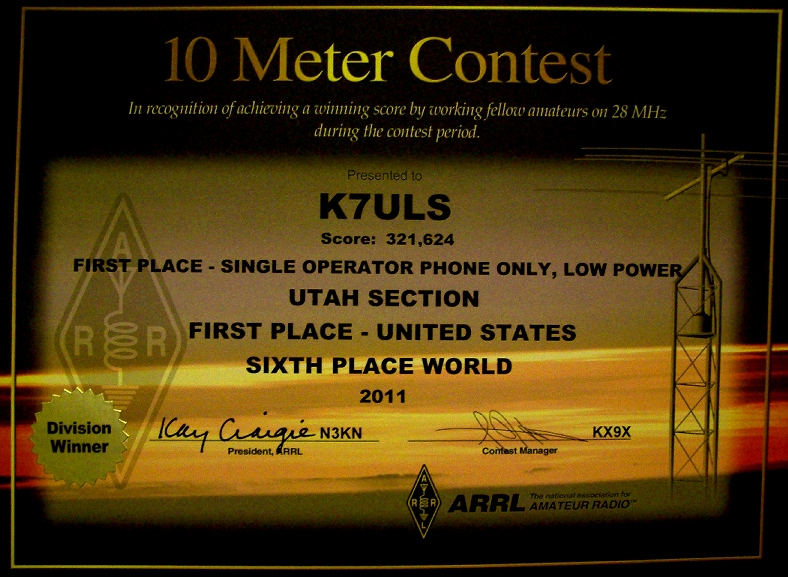 10 Meter Contest
In recognition of achieving a winning score by working fellow amateurs on 28 MHz
during the contest period.
Presented to
K7ULS
Score: 321,624
FIRST PLACE - SINGLE OPERATOR PHONE ONLY, LOW POWER
UTAH SECTION
FIRST PLACE - UNITED STATES
SIXTH PLACE WORLD
2011
A
R R
Division
Winner
Kay Craigie N3KN
President, ARRL
KX9X
Contest Manager
A
R R
L
ARRL The national association for
AMATEUR RADIO™